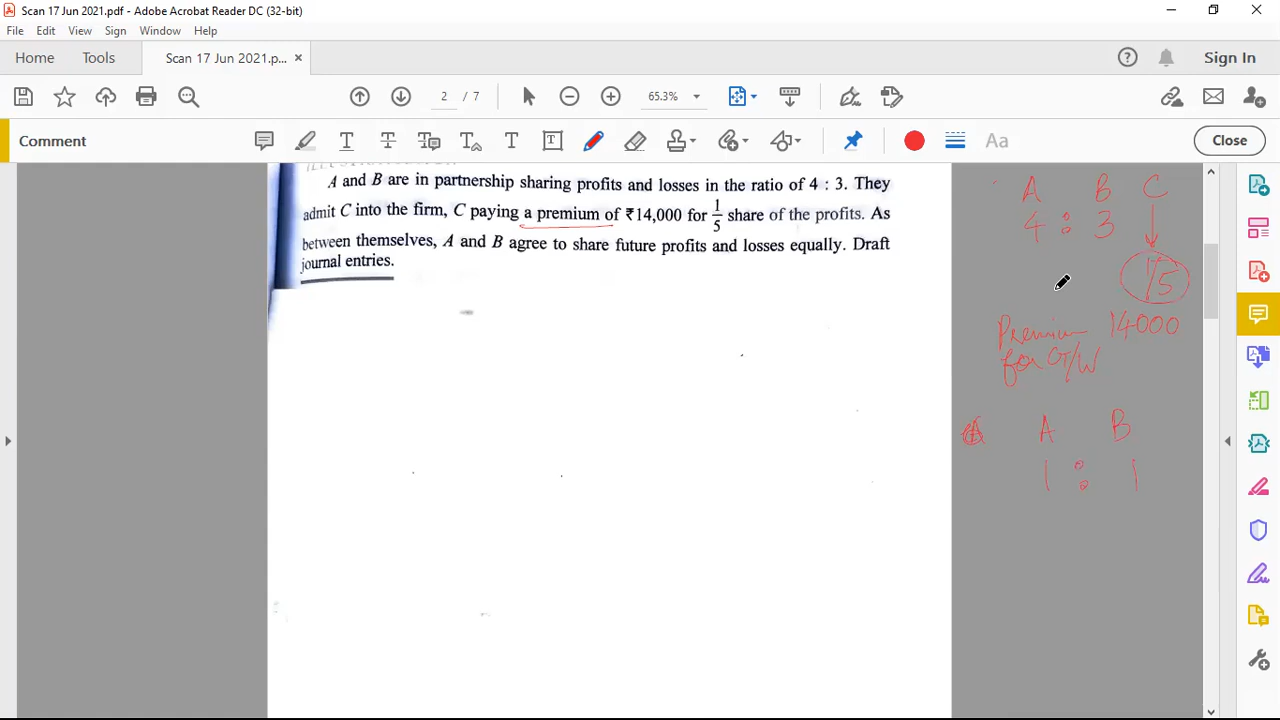 Scan 17 Jun 2021.pdf - Adobe Acrobat Reader DC (32-bit)
File Edit View Sign Window Help
Home Tools Scan 17 Jun 2021.p... × Sign In
2 / 7 65.3%
Comment Aa Close
A and B are in partnership sharing profits and losses in the ratio of 4 : 3. They
admit C into the firm, C paying a premium of ₹14,000 for 1/5 share of the profits. As
between themselves, A and B agree to share future profits and losses equally. Draft
journal entries.
A B C
4 : 3
1/5
Premium 14000
for G/W
A B
1 : 1